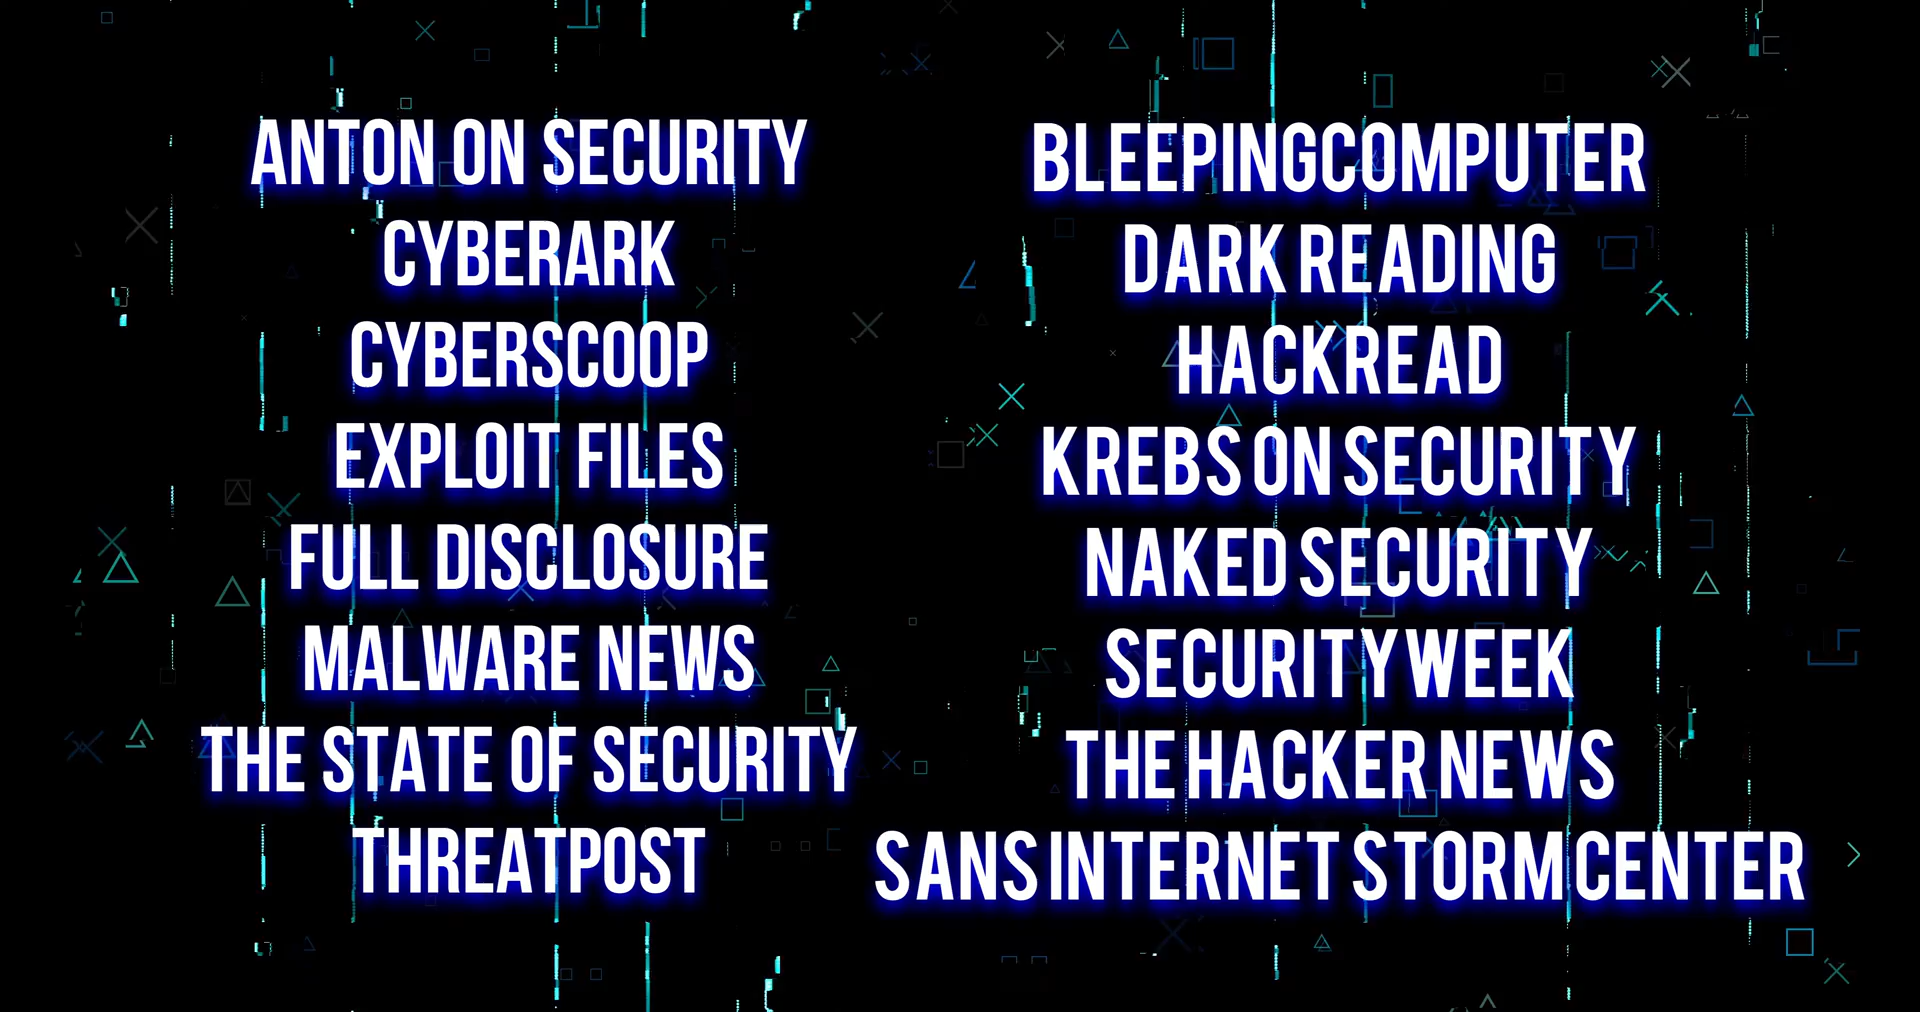 ANTON ON SECURITY
CYBERARK
CYBERSCOOP
EXPLOIT FILES
FULL DISCLOSURE
MALWARE NEWS
THE STATE OF SECURITY
THREATPOST
BLEEPINGCOMPUTER
DARK READING
HACKREAD
KREBS ON SECURITY
NAKED SECURITY
SECURITYWEEK
THE HACKER NEWS
SANS INTERNET STORM CENTER